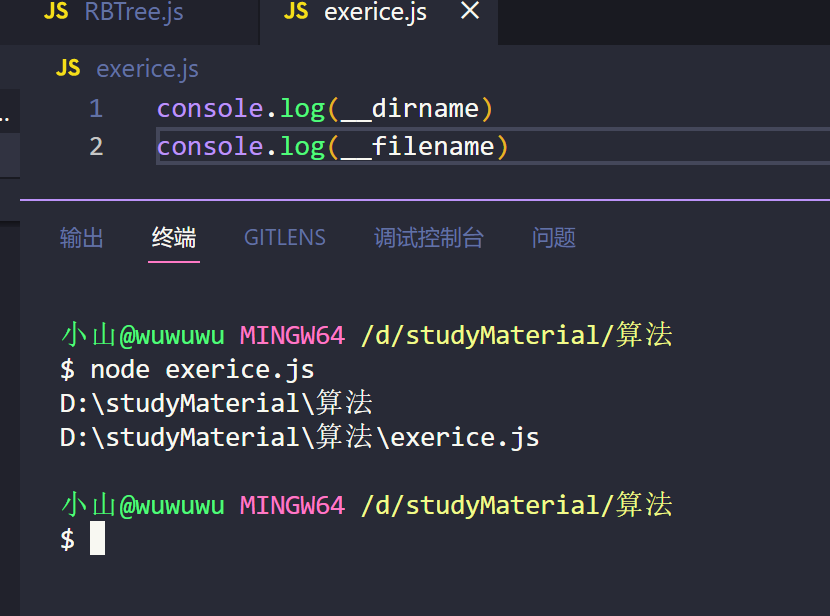 JS RBTree.js JS exerice.js ×
JS exerice.js
1 console.log(__dirname)
2 console.log(__filename)
输出 终端 GITLENS 调试控制台 问题
小山@wuwuwu MINGW64 /d/studyMaterial/算法
$ node exerice.js
D:\studyMaterial\算法
D:\studyMaterial\算法\exerice.js
小山@wuwuwu MINGW64 /d/studyMaterial/算法
$